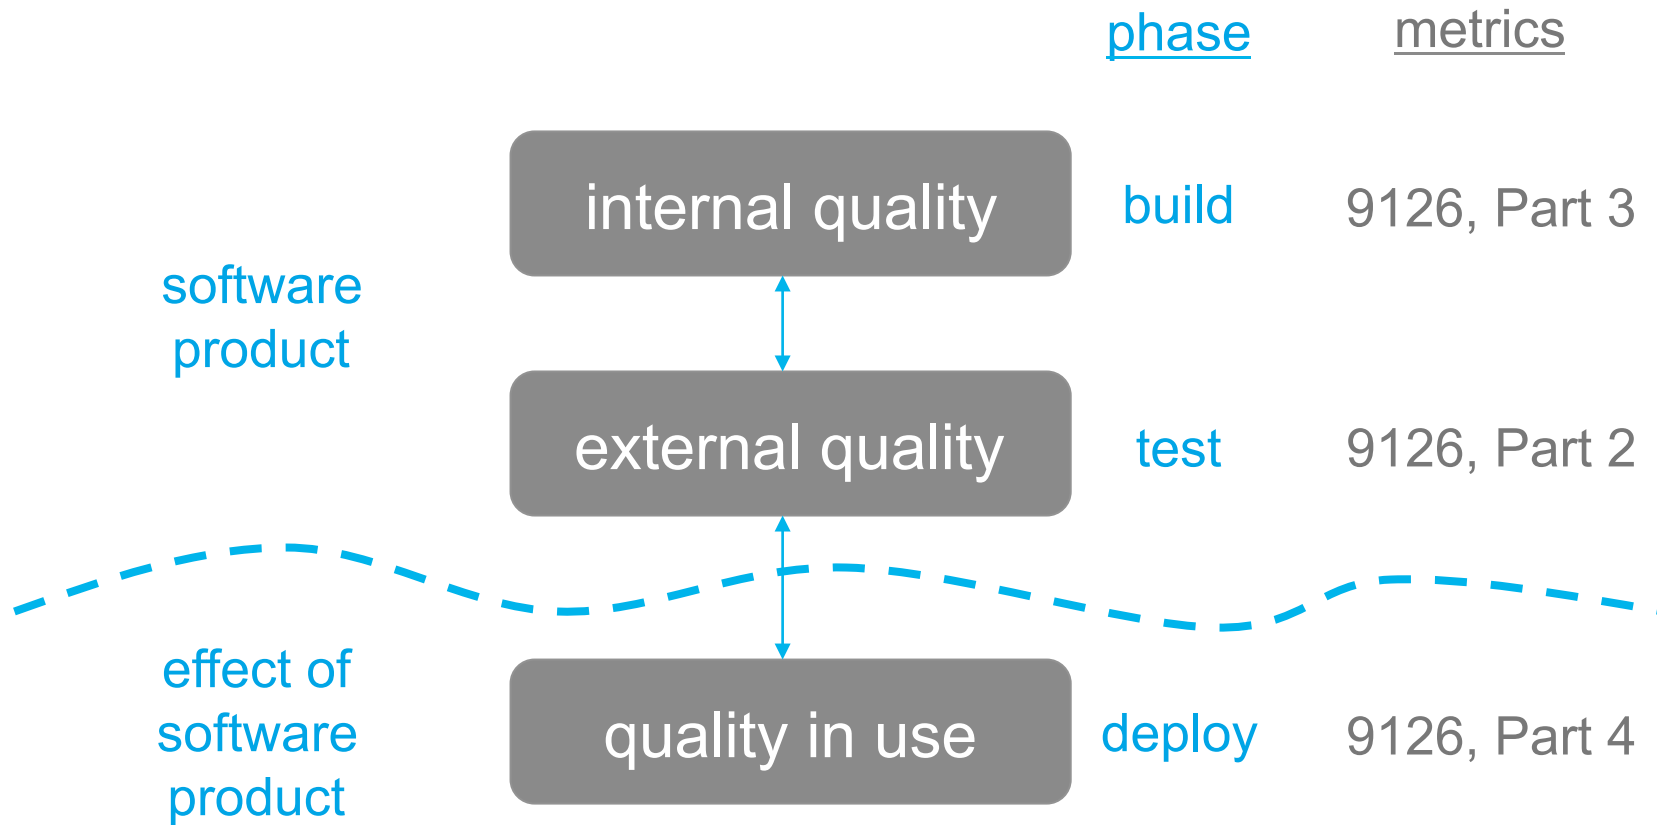 phase metrics
internal quality build 9126, Part 3
software
product
external quality test 9126, Part 2
effect of
software
product
quality in use deploy 9126, Part 4